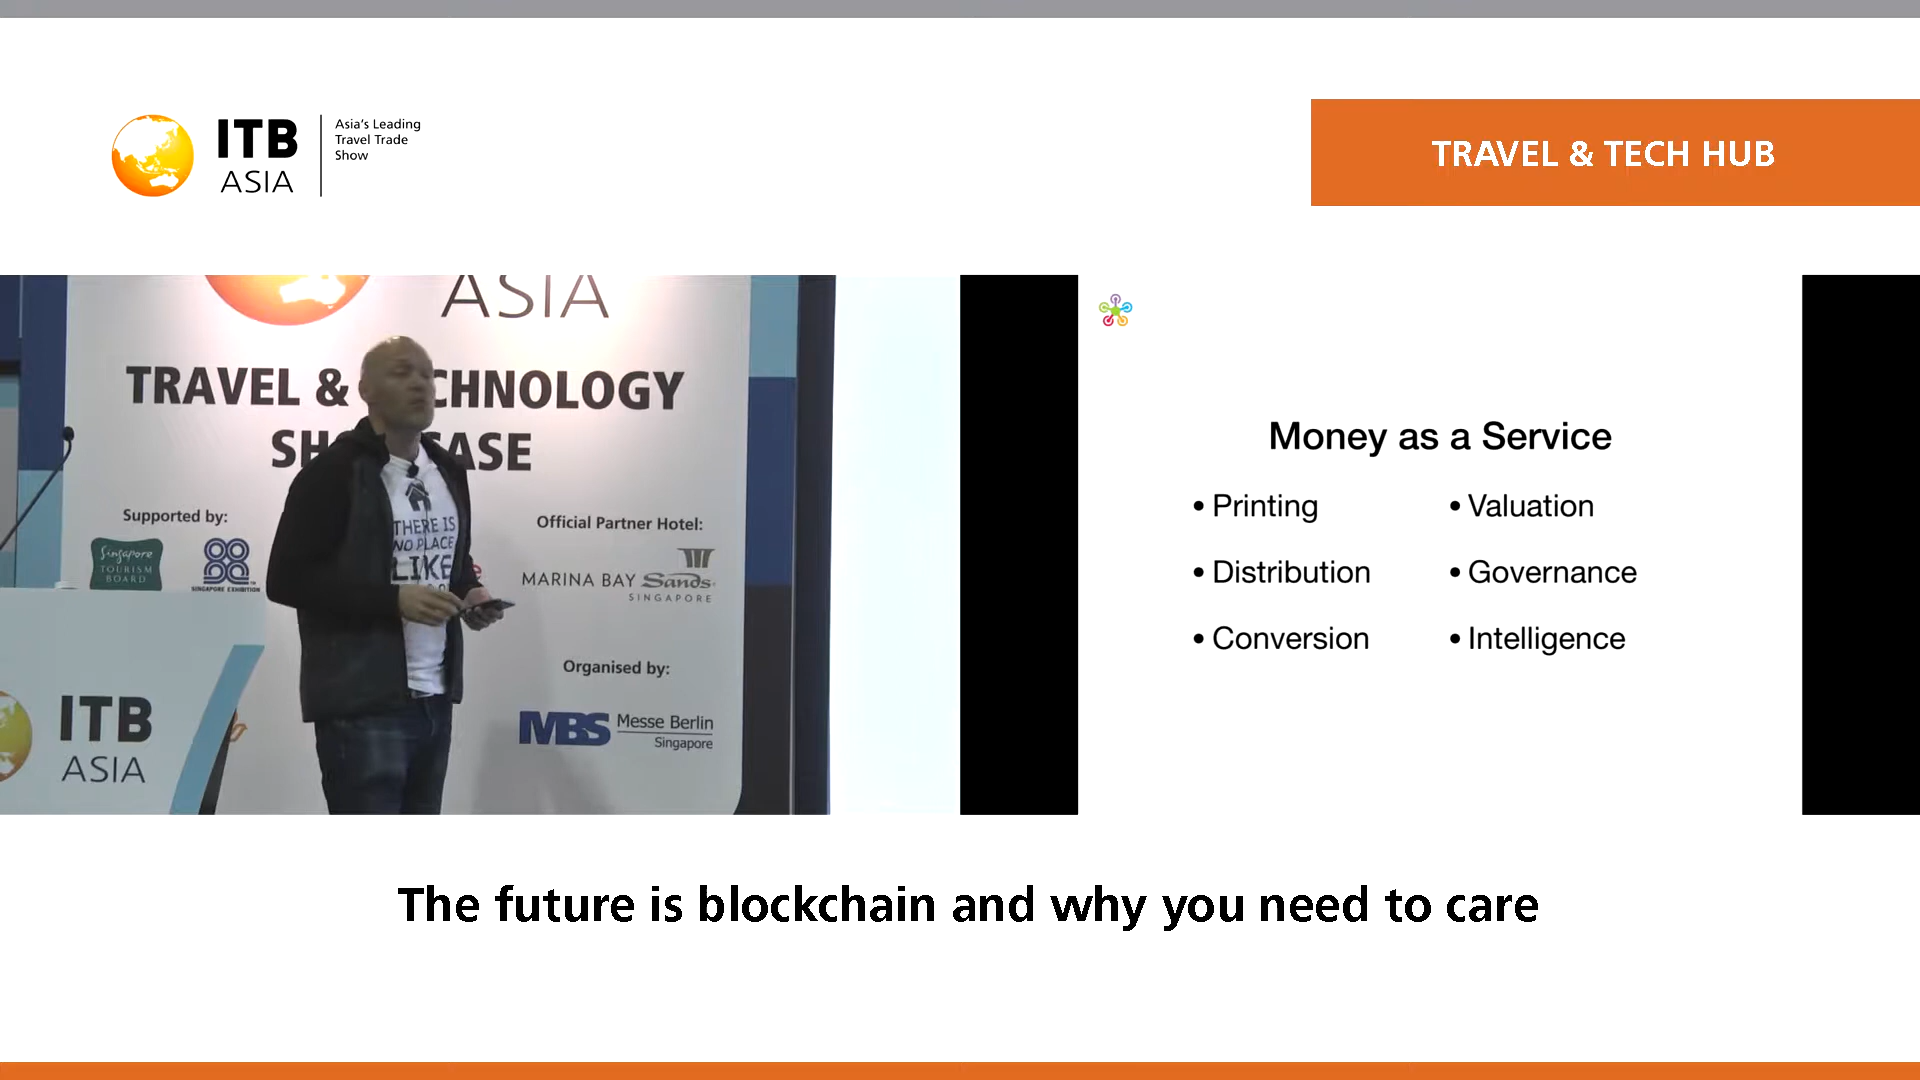 ITB
ASIA
Asia's Leading
Travel Trade
Show
TRAVEL & TECH HUB
ASIA
TRAVEL & CHNOLOGY
SH CASE
Supported by:
Singapore
TOURISM
BOARD
SINGAPORE EXHIBITION
Official Partner Hotel:
MARINA BAY Sands
SINGAPORE
Organised by:
MBS Messe Berlin
Singapore
THERE IS
NO PLACE
LIKE
ITB
ASIA
Money as a Service
• Printing
• Distribution
• Conversion
• Valuation
• Governance
• Intelligence
The future is blockchain and why you need to care